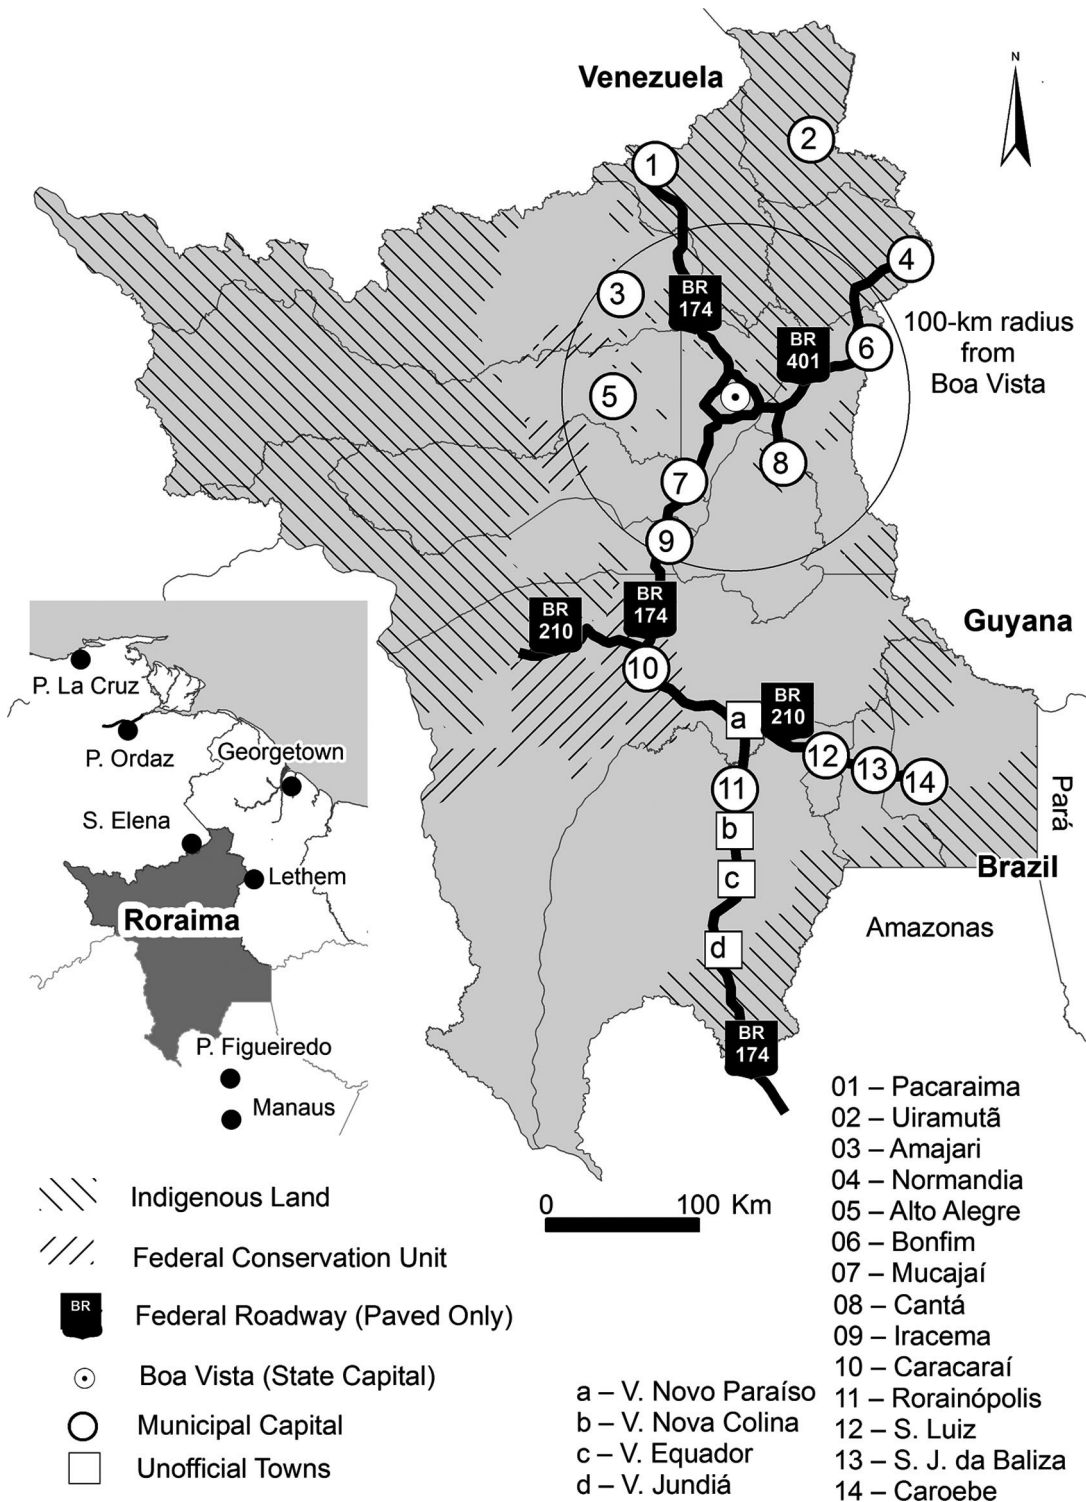 N
Venezuela
2
1
4
3
BR
174
100-km radius
from
Boa Vista
BR
401
6
5
8
7
9
BR
174
BR
210
Guyana
10
a
BR
210
12
13
14
11
b
c
d
Pará
Brazil
Amazonas
BR
174
P. La Cruz
P. Ordaz
Georgetown
S. Elena
Lethem
Roraima
P. Figueiredo
Manaus
0 100 Km
Indigenous Land
Federal Conservation Unit
BR
Federal Roadway (Paved Only)
Boa Vista (State Capital)
Municipal Capital
Unofficial Towns
a – V. Novo Paraíso
b – V. Nova Colina
c – V. Equador
d – V. Jundiá
01 – Pacaraima
02 – Uiramutã
03 – Amajari
04 – Normandia
05 – Alto Alegre
06 – Bonfim
07 – Mucajaí
08 – Cantá
09 – Iracema
10 – Caracaraí
11 – Rorainópolis
12 – S. Luiz
13 – S. J. da Baliza
14 – Caroebe